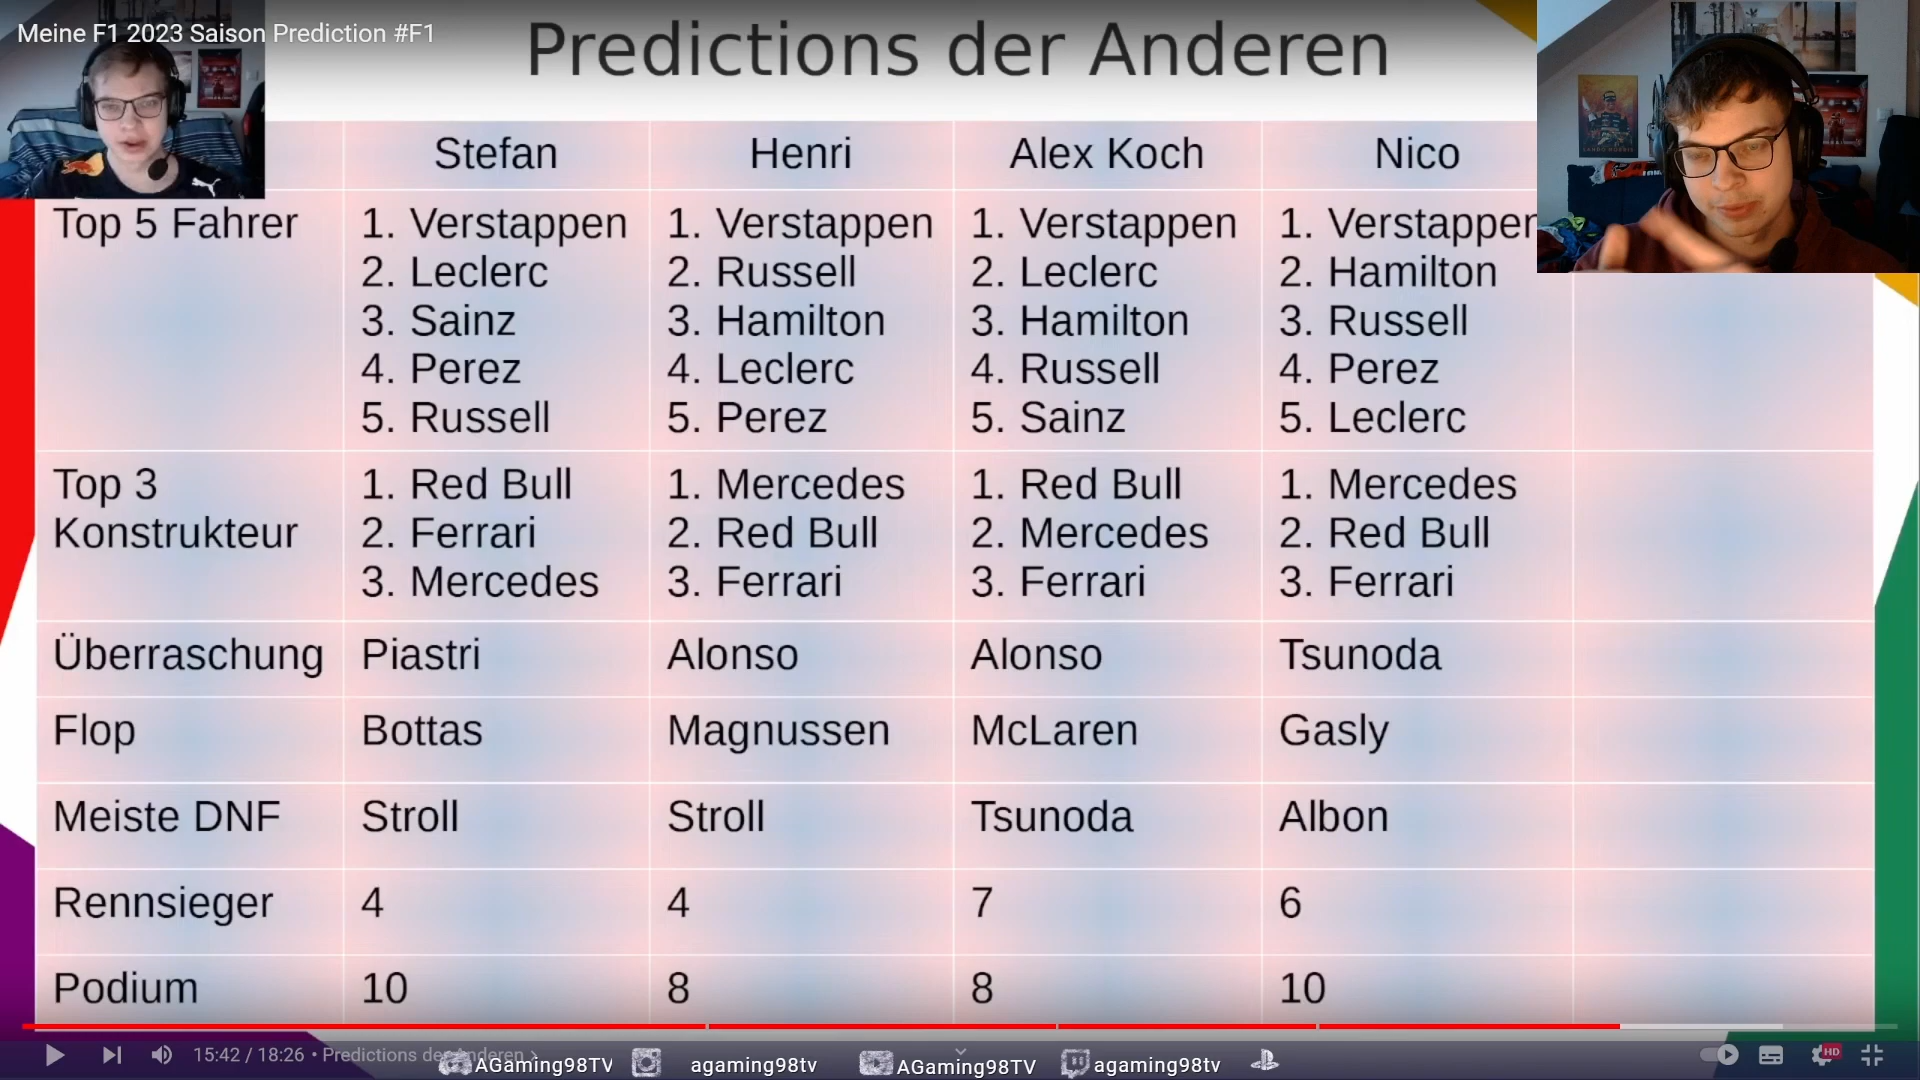 Meine F1 2023 Saison Prediction #F1
Predictions der Anderen
Stefan Henri Alex Koch Nico
Top 5 Fahrer
1. Verstappen
2. Leclerc
3. Sainz
4. Perez
5. Russell
1. Verstappen
2. Russell
3. Hamilton
4. Leclerc
5. Perez
1. Verstappen
2. Leclerc
3. Hamilton
4. Russell
5. Sainz
1. Verstappen
2. Hamilton
3. Russell
4. Perez
5. Leclerc
Top 3
Konstrukteur
1. Red Bull
2. Ferrari
3. Mercedes
1. Mercedes
2. Red Bull
3. Ferrari
1. Red Bull
2. Mercedes
3. Ferrari
1. Mercedes
2. Red Bull
3. Ferrari
Überraschung Piastri Alonso Alonso Tsunoda
Flop Bottas Magnussen McLaren Gasly
Meiste DNF Stroll Stroll Tsunoda Albon
Rennsieger 4 4 7 6
Podium 10 8 8 10
15:42 / 18:26 • Predictions der Anderen
AGaming98TV agaming98tv AGamimg98TV agaming98tv
HD